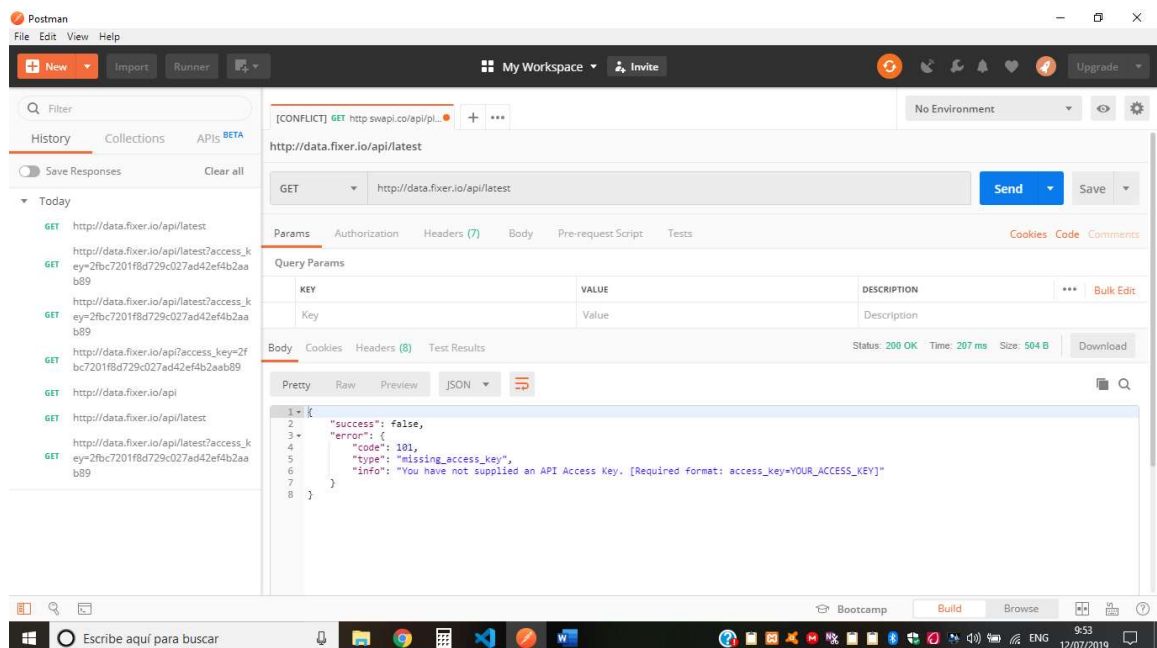 Postman
File Edit View Help
New Import Runner My Workspace Invite Upgrade
Filter
History Collections APIs BETA
Save Responses Clear all
Today
GET http://data.fixer.io/api/latest
GET http://data.fixer.io/api/latest?access_k
ey=2fbc7201f8d729c027ad42ef4b2aa
b89
GET http://data.fixer.io/api/latest?access_k
ey=2fbc7201f8d729c027ad42ef4b2aa
b89
GET http://data.fixer.io/api?access_key=2f
bc7201f8d729c027ad42ef4b2aab89
GET http://data.fixer.io/api
GET http://data.fixer.io/api/latest
GET http://data.fixer.io/api/latest?access_k
ey=2fbc7201f8d729c027ad42ef4b2aa
b89
[CONFLICT] GET http swapi.co/api/pl...
No Environment
http://data.fixer.io/api/latest
GET http://data.fixer.io/api/latest Send Save
Params Authorization Headers (7) Body Pre-request Script Tests Cookies Code Comments
Query Params
KEY VALUE DESCRIPTION Bulk Edit
Key Value Description
Body Cookies Headers (8) Test Results Status: 200 OK Time: 207 ms Size: 504 B Download
Pretty Raw Preview JSON
1 {
2 "success": false,
3 "error": {
4 "code": 101,
5 "type": "missing_access_key",
6 "info": "You have not supplied an API Access Key. [Required format: access_key=YOUR_ACCESS_KEY]"
7 }
8 }
Bootcamp Build Browse
Escribe aquí para buscar
ENG
9:53
12/07/2019